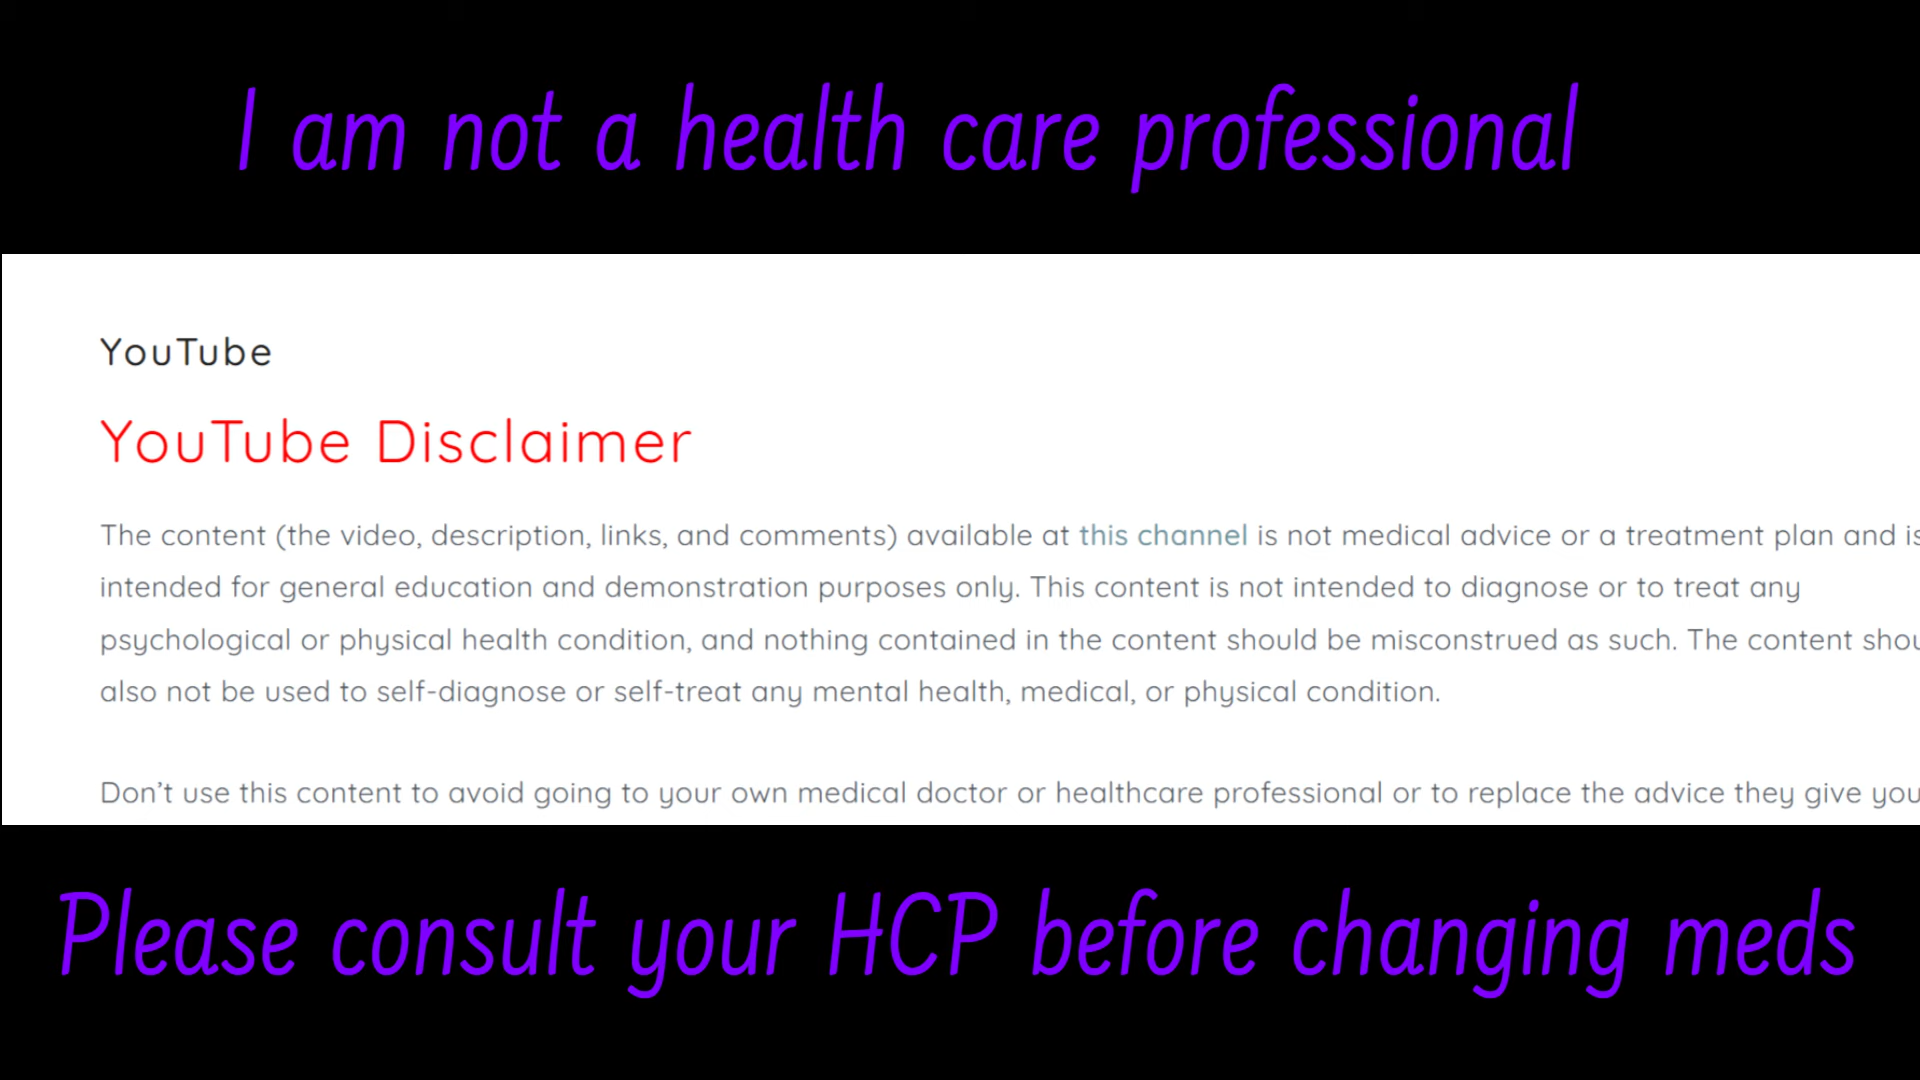 I am not a health care professional
YouTube
YouTube Disclaimer
The content (the video, description, links, and comments) available at this channel is not medical advice or a treatment plan and is
intended for general education and demonstration purposes only. This content is not intended to diagnose or to treat any
psychological or physical health condition, and nothing contained in the content should be misconstrued as such. The content shou
also not be used to self-diagnose or self-treat any mental health, medical, or physical condition.
Don’t use this content to avoid going to your own medical doctor or healthcare professional or to replace the advice they give you
Please consult your HCP before changing meds